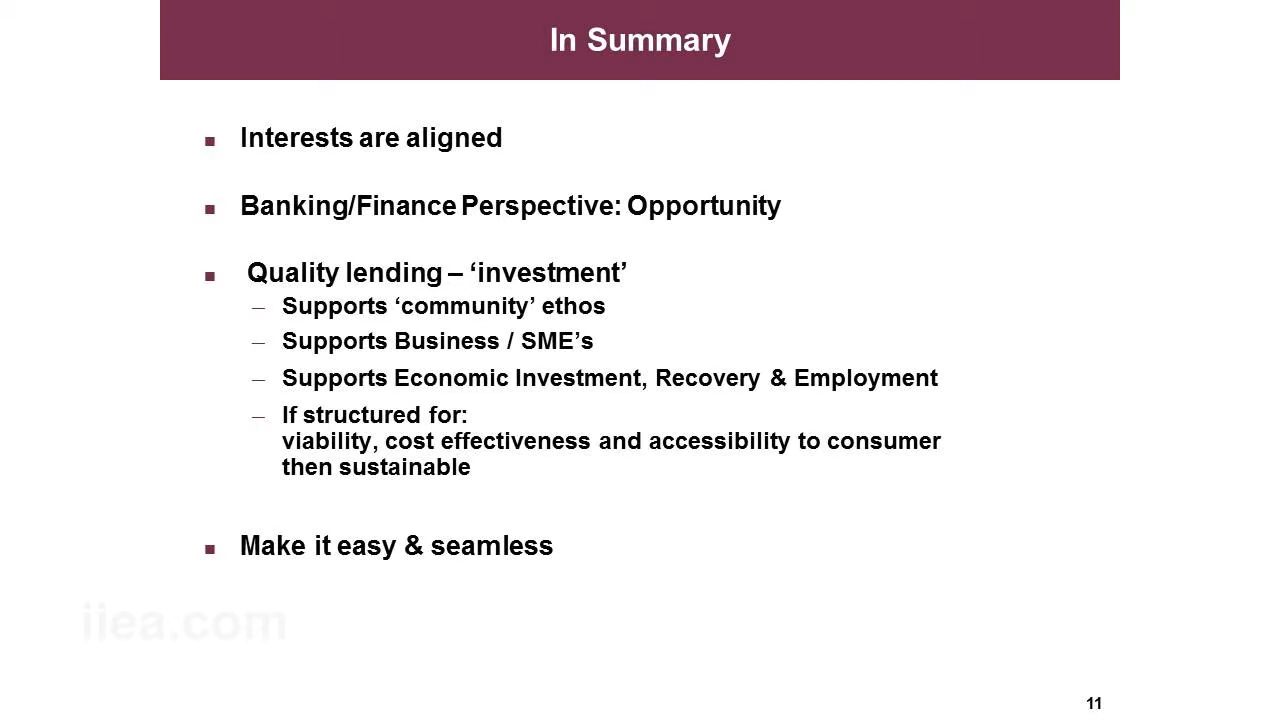 In Summary
Interests are aligned
Banking/Finance Perspective: Opportunity
Quality lending – ‘investment’
– Supports ‘community’ ethos
– Supports Business / SME’s
– Supports Economic Investment, Recovery & Employment
– If structured for:
viability, cost effectiveness and accessibility to consumer
then sustainable
Make it easy & seamless
iiea.com
11